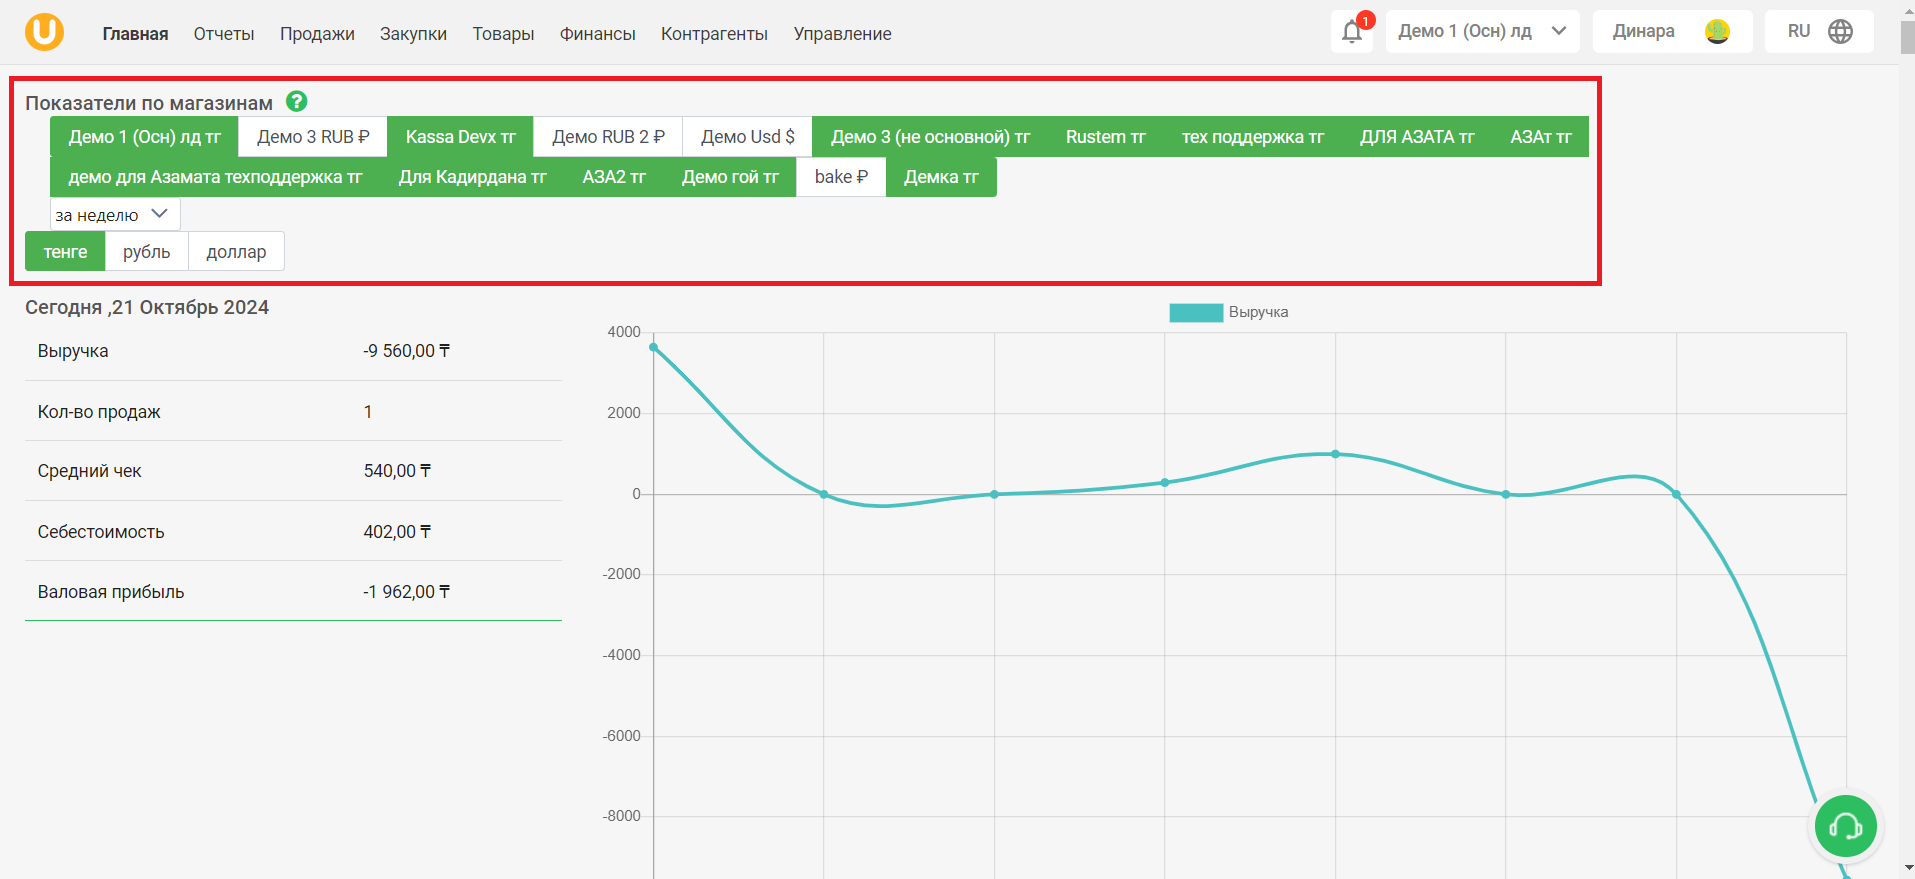 U Главная Отчеты Продажи Закупки Товары Финансы Контрагенты Управление 1 Демо 1 (Осн) лд Динара RU
Показатели по магазинам ?
Демо 1 (Осн) лд тг Демо 3 RUB ₽ Kassa Devx тг Демо RUB 2 ₽ Демо Usd $ Демо 3 (не основной) тг Rustem тг тех поддержка тг ДЛЯ АЗАТА тг АЗАт тг
демо для Азамата техподдержка тг Для Кадирдана тг АЗА2 тг Демо гой тг bake ₽ Демка тг
за неделю
тенге рубль доллар
Сегодня ,21 Октябрь 2024
Выручка -9 560,00 ₸
Кол-во продаж 1
Средний чек 540,00 ₸
Себестоимость 402,00 ₸
Валовая прибыль -1 962,00 ₸
Выручка
4000
2000
0
-2000
-4000
-6000
-8000